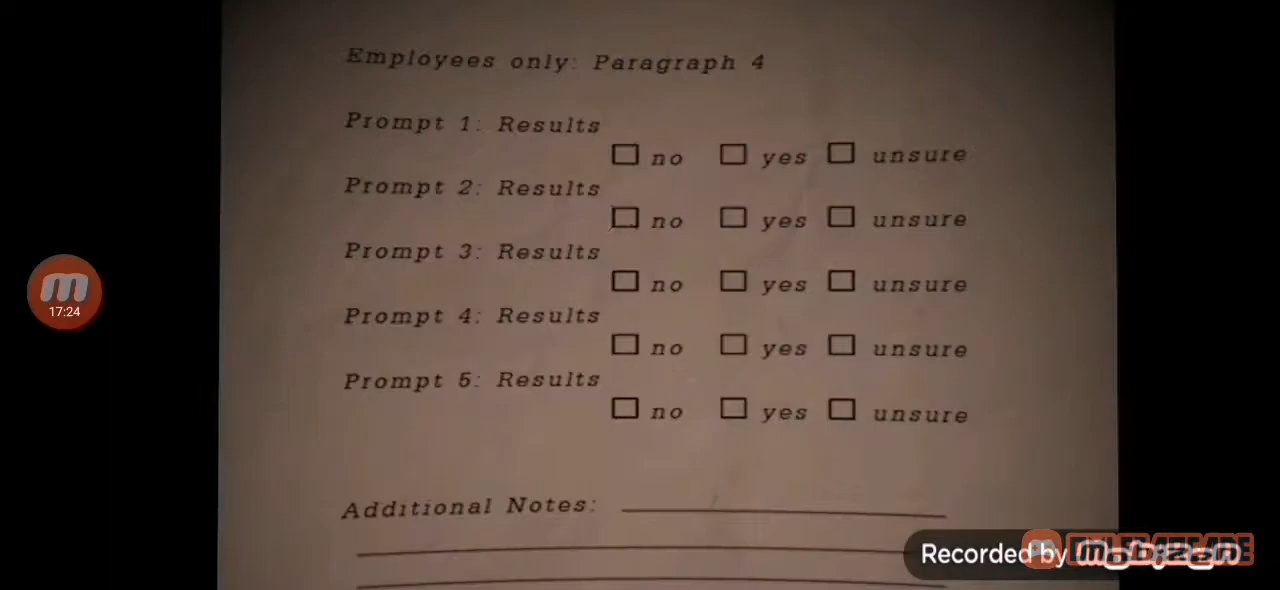 Employees only: Paragraph 4
Prompt 1: Results
no yes unsure
Prompt 2: Results
no yes unsure
Prompt 3: Results
no yes unsure
Prompt 4: Results
no yes unsure
Prompt 5: Results
no yes unsure
Additional Notes:
17:24
Recorded by Mobizen